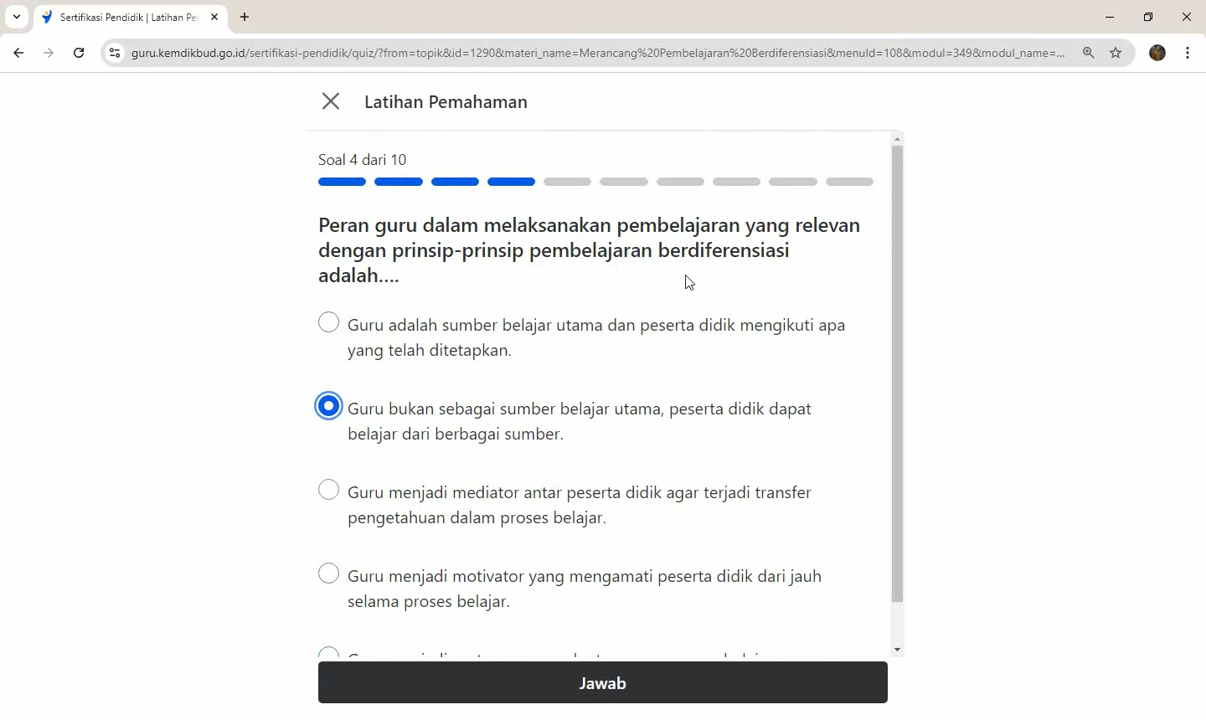 Sertifikasi Pendidik | Latihan Pe
guru.kemdikbud.go.id/sertifikasi-pendidik/quiz/?from=topik&id=1290&materi_name=Merancang%20Pembelajaran%20Berdiferensiasi&menuId=108&modul=349&modul_name=...
Latihan Pemahaman
Soal 4 dari 10
Peran guru dalam melaksanakan pembelajaran yang relevan
dengan prinsip-prinsip pembelajaran berdiferensiasi
adalah....
Guru adalah sumber belajar utama dan peserta didik mengikuti apa
yang telah ditetapkan.
Guru bukan sebagai sumber belajar utama, peserta didik dapat
belajar dari berbagai sumber.
Guru menjadi mediator antar peserta didik agar terjadi transfer
pengetahuan dalam proses belajar.
Guru menjadi motivator yang mengamati peserta didik dari jauh
selama proses belajar.
Jawab